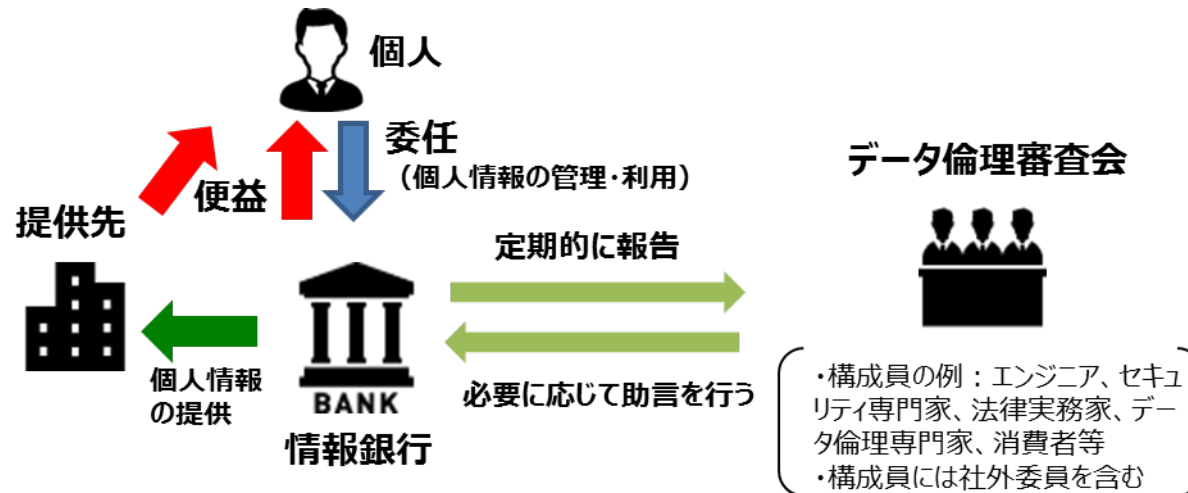 個人
委任
（個人情報の管理・利用）
便益
提供先
個人情報
の提供
BANK
情報銀行
定期的に報告
必要に応じて助言を行う
データ倫理審査会
・構成員の例：エンジニア、セキュ
リティ専門家、法律実務家、デー
タ倫理専門家、消費者等
・構成員には社外委員を含む